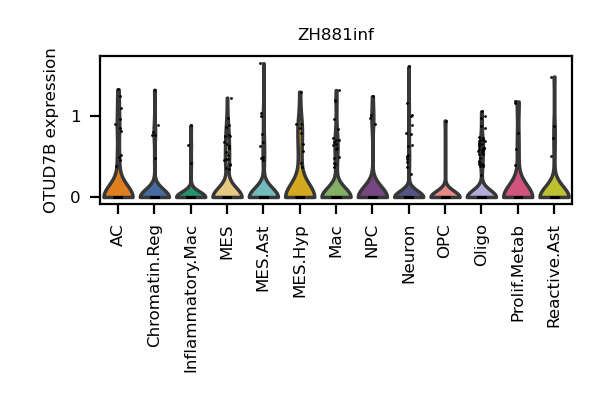 ZH881inf
OTUD7B expression
1
0
AC
Chromatin.Reg
Inflammatory.Mac
MES
MES.Ast
MES.Hyp
Mac
NPC
Neuron
OPC
Oligo
Prolif.Metab
Reactive.Ast